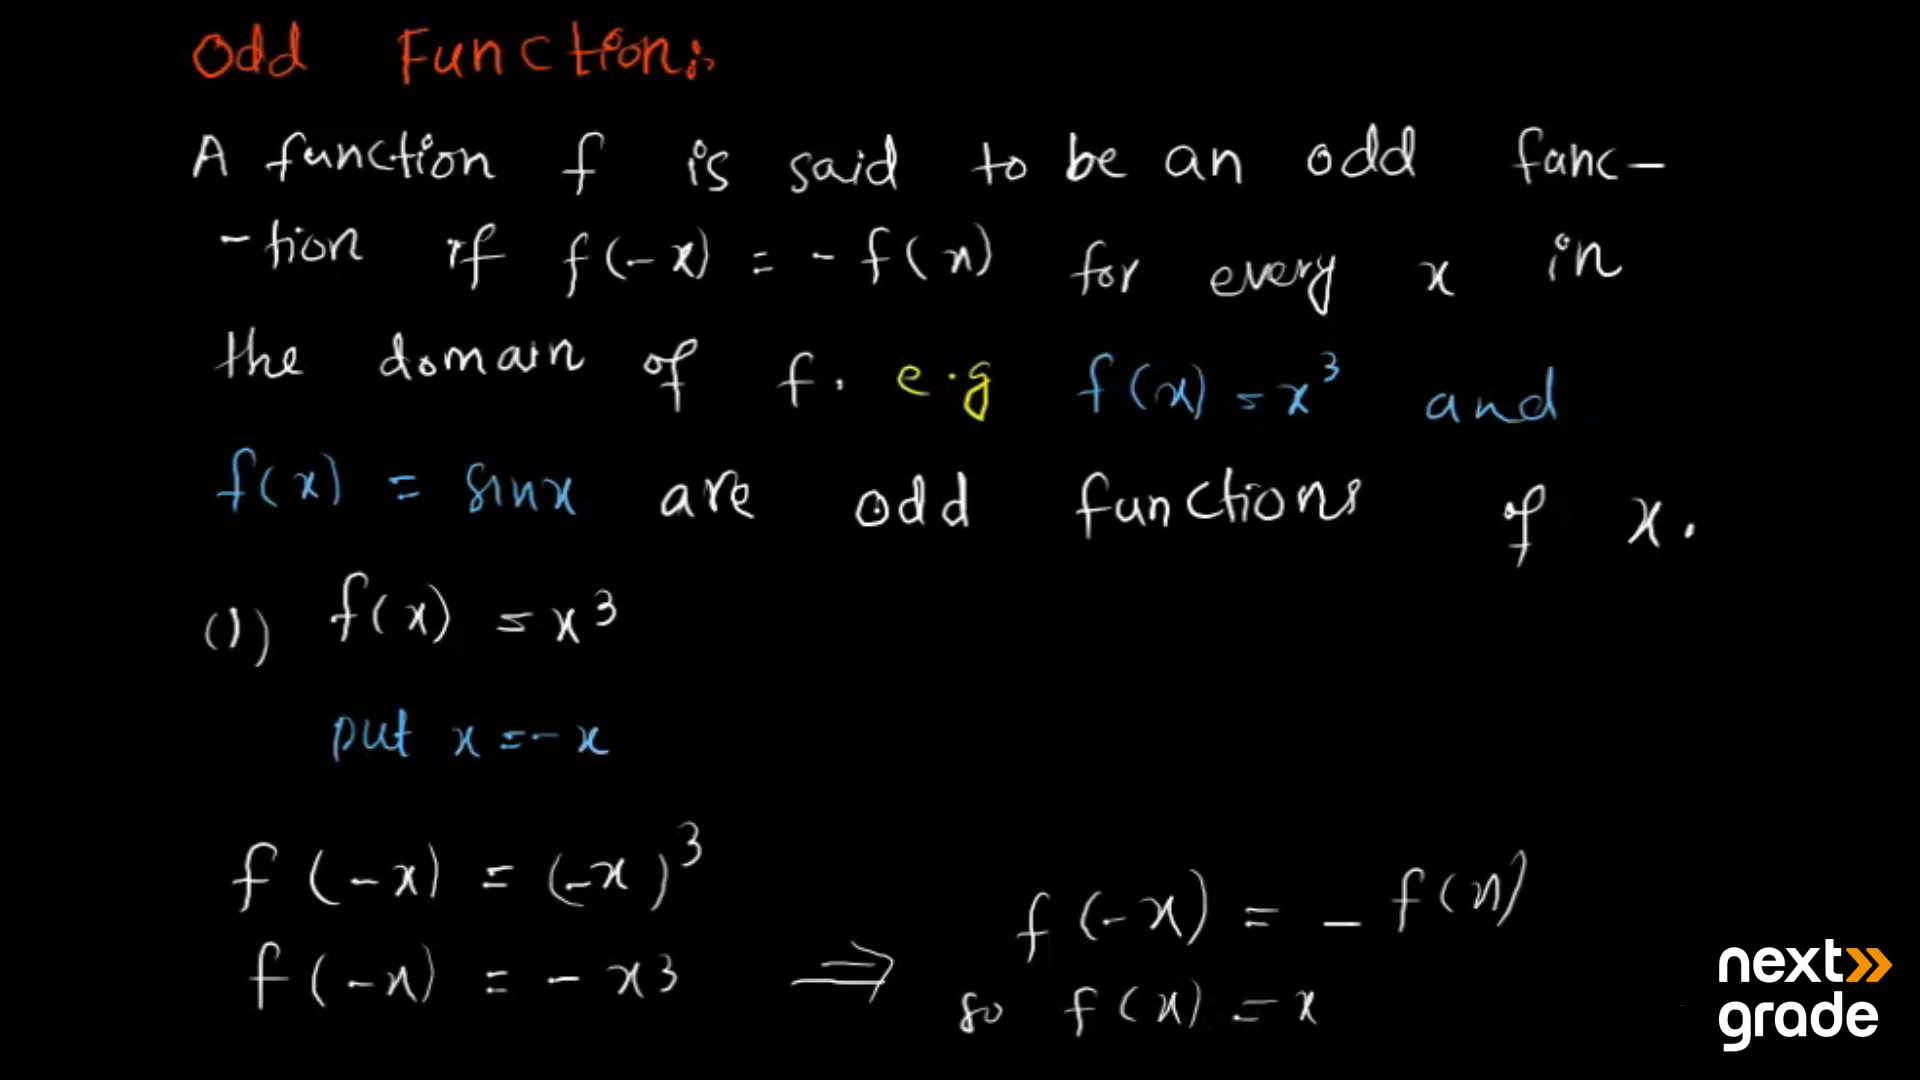 Odd Function:-
A function f is said to be an odd func-
-tion if f(-x) = -f(x) for every x in
the domain of f. e.g f(x) = x³ and
f(x) = sinx are odd functions of x.
(1) f(x) = x³
put x = -x
f(-x) = (-x)³
f(-x) = -x³ ⇒ f(-x) = -f(x)
so f(x) = x
next
grade